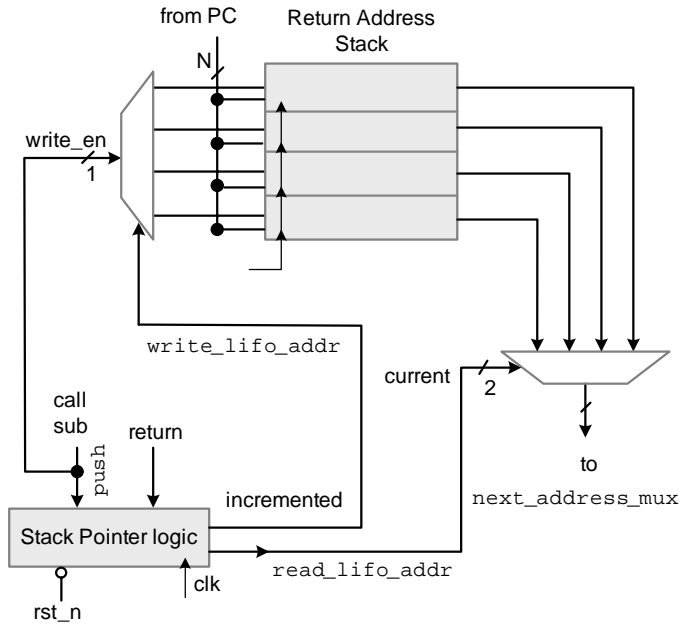 from PC
Return Address
Stack
N
write_en
1
write_lifo_addr
current
2
call
sub
return
push
to
next_address_mux
incremented
Stack Pointer logic
read_lifo_addr
clk
rst_n